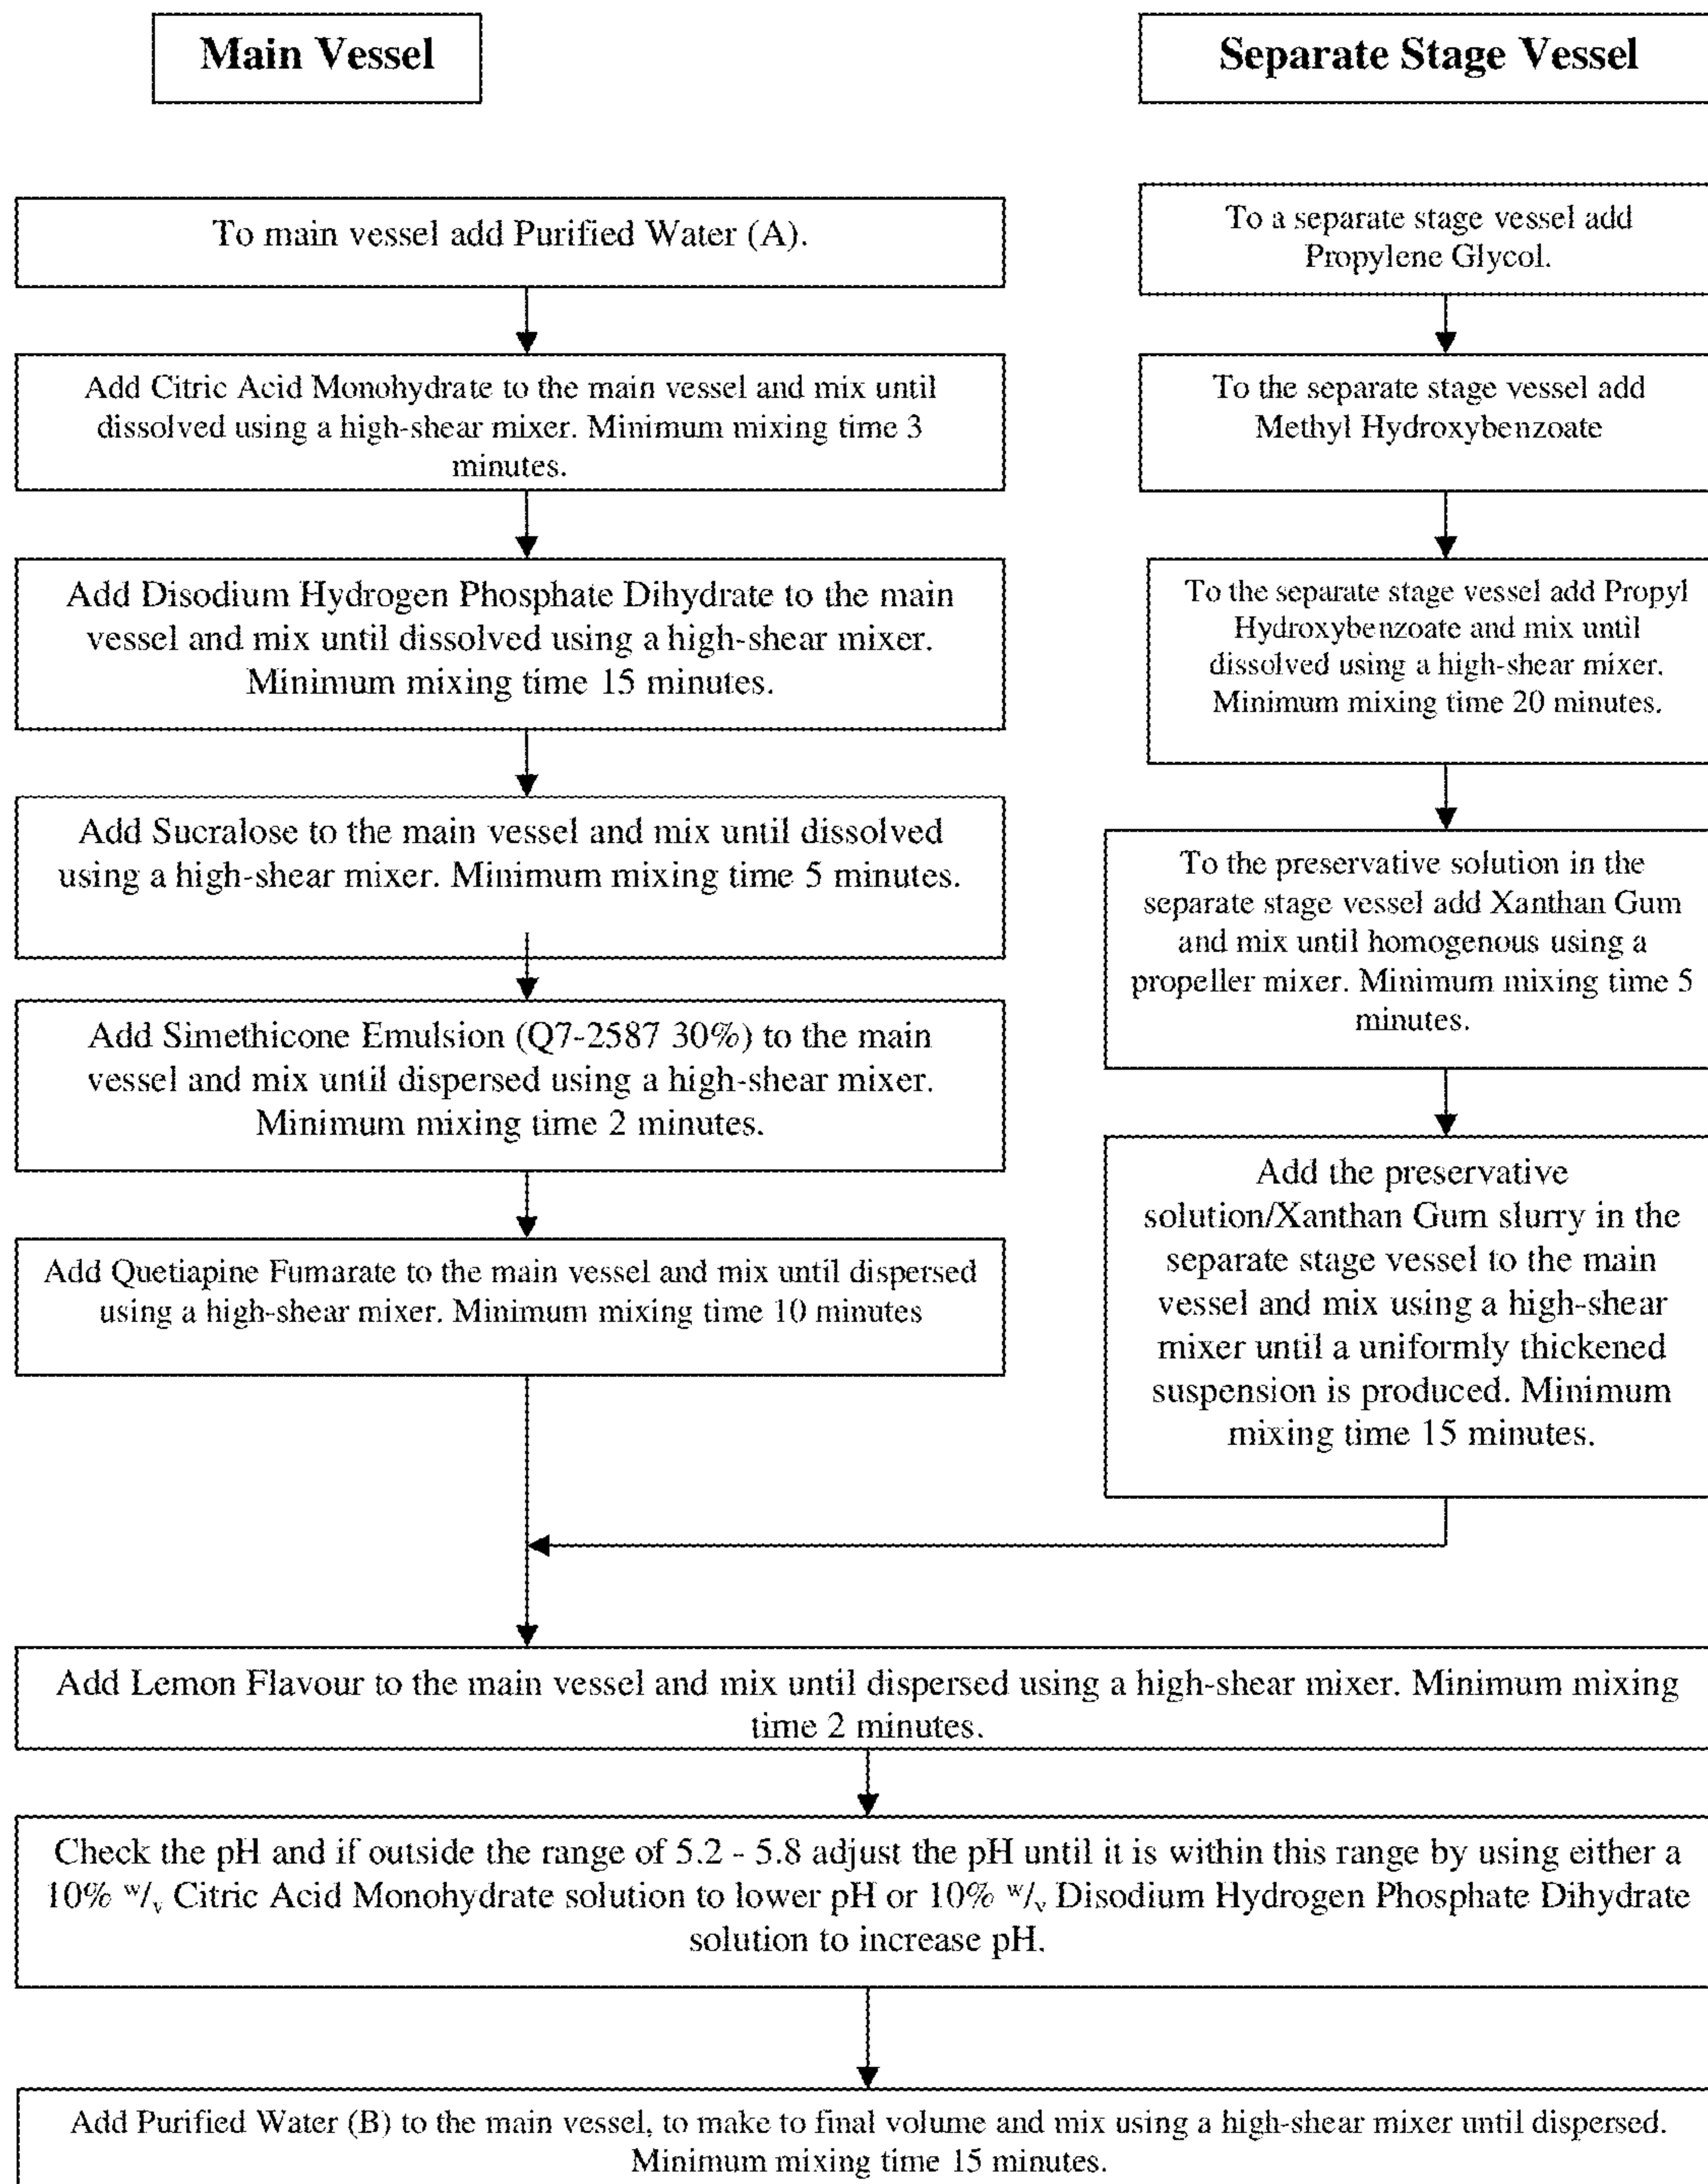 Main Vessel
Separate Stage Vessel
To main vessel add Purified Water (A).
Add Citric Acid Monohydrate to the main vessel and mix until
dissolved using a high-shear mixer. Minimum mixing time 3
minutes.
Add Disodium Hydrogen Phosphate Dihydrate to the main
vessel and mix until dissolved using a high-shear mixer.
Minimum mixing time 15 minutes.
Add Sucralose to the main vessel and mix until dissolved
using a high-shear mixer. Minimum mixing time 5 minutes.
Add Simethicone Emulsion (Q7-2587 30%) to the main
vessel and mix until dispersed using a high-shear mixer.
Minimum mixing time 2 minutes.
Add Quetiapine Fumarate to the main vessel and mix until dispersed
using a high-shear mixer. Minimum mixing time 10 minutes
To a separate stage vessel add
Propylene Glycol.
To the separate stage vessel add
Methyl Hydroxybenzoate
To the separate stage vessel add Propyl
Hydroxybenzoate and mix until
dissolved using a high-shear mixer.
Minimum mixing time 20 minutes.
To the preservative solution in the
separate stage vessel add Xanthan Gum
and mix until homogenous using a
propeller mixer. Minimum mixing time 5
minutes.
Add the preservative
solution/Xanthan Gum slurry in the
separate stage vessel to the main
vessel and mix using a high-shear
mixer until a uniformly thickened
suspension is produced. Minimum
mixing time 15 minutes.
Add Lemon Flavour to the main vessel and mix until dispersed using a high-shear mixer. Minimum mixing
time 2 minutes.
Check the pH and if outside the range of 5.2 - 5.8 adjust the pH until it is within this range by using either a
10% w/v Citric Acid Monohydrate solution to lower pH or 10% w/v Disodium Hydrogen Phosphate Dihydrate
solution to increase pH.
Add Purified Water (B) to the main vessel, to make to final volume and mix using a high-shear mixer until dispersed.
Minimum mixing time 15 minutes.